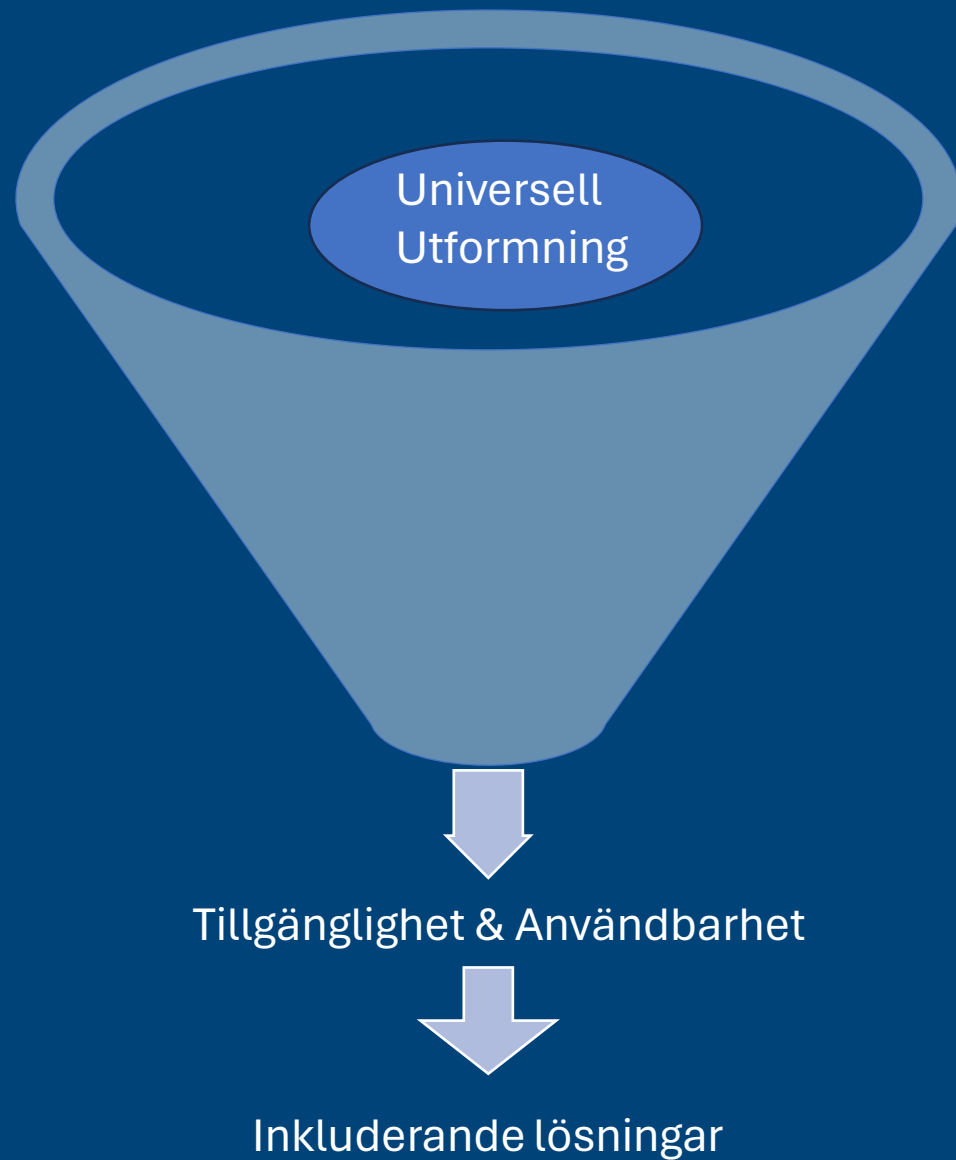 Universell
Utformning
Tillgänglighet & Användbarhet
Inkluderande lösningar